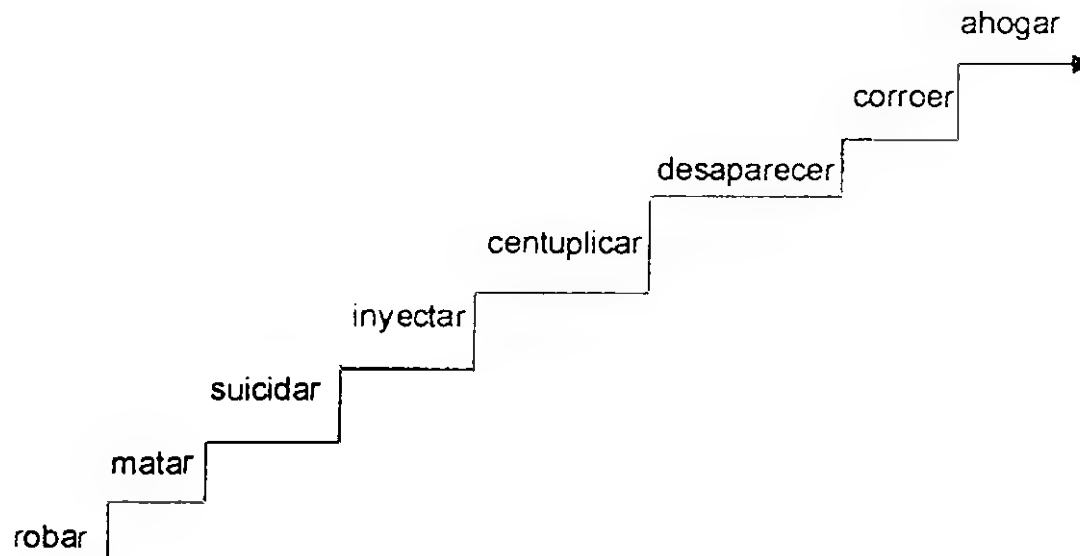 ahogar
corroer
desaparecer
centuplicar
inyectar
suicidar
matar
robar